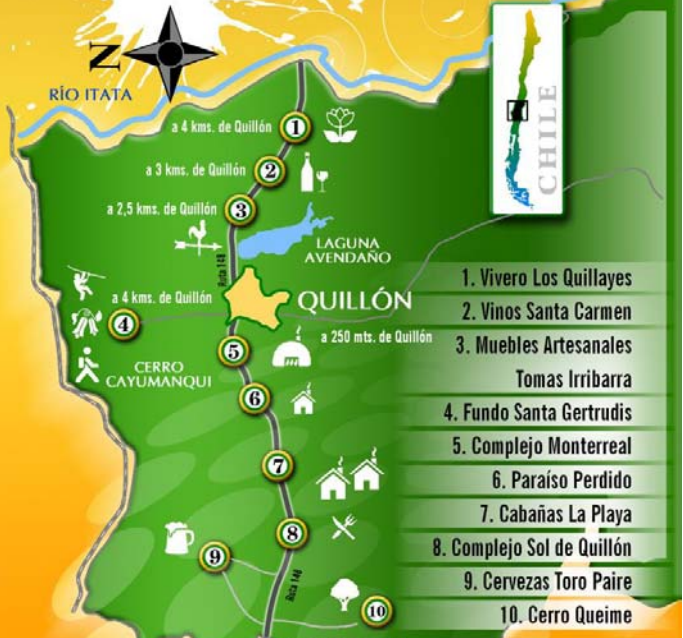 N
RÍO ITATA
CHILE
a 4 kms. de Quillón
1
a 3 kms. de Quillón
2
a 2,5 kms. de Quillón
3
LAGUNA
AVENDAÑO
Ruta 148
a 4 kms. de Quillón
4
QUILLÓN
a 250 mts. de Quillón
5
CERRO
CAYUMANQUI
6
7
8
9
Ruta 148
10
1. Vivero Los Quillayes
2. Vinos Santa Carmen
3. Muebles Artesanales
Tomas Irribarra
4. Fundo Santa Gertrudis
5. Complejo Monterreal
6. Paraíso Perdido
7. Cabañas La Playa
8. Complejo Sol de Quillón
9. Cervezas Toro Paire
10. Cerro Queime